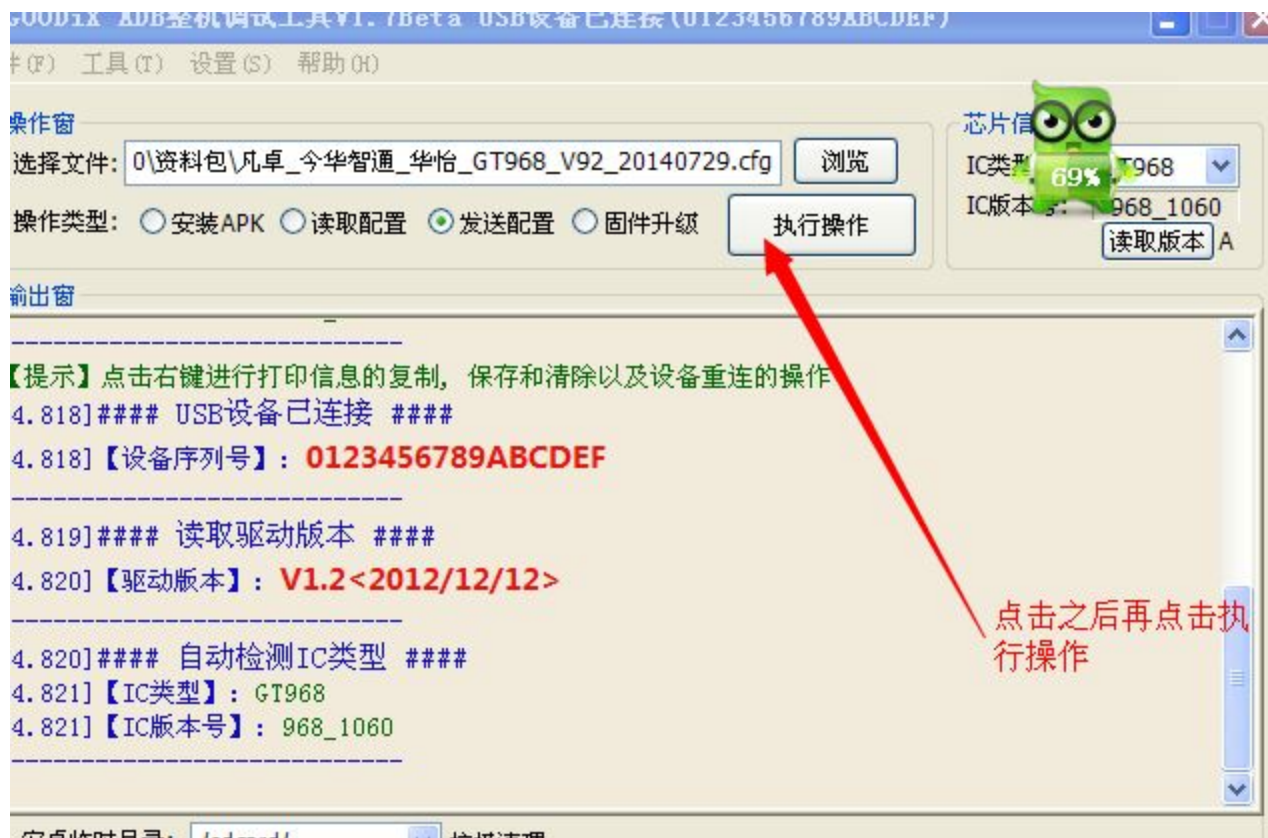 GOODiX ADB整机调试工具V1.7Beta USB设备已连接(0123456789ABCDEF)
件(F) 工具(T) 设置(S) 帮助(H)
操作窗
选择文件: 0\资料包\凡卓_今华智通_华怡_GT968_V92_20140729.cfg 浏览
操作类型: 安装APK 读取配置 发送配置 固件升级 执行操作
芯片信
IC类型 GT968
69%
IC版本号: 968_1060
读取版本 A
输出窗
----------------------------
【提示】点击右键进行打印信息的复制, 保存和清除以及设备重连的操作
4.818]#### USB设备已连接 ####
4.818]【设备序列号】: 0123456789ABCDEF
----------------------------
4.819]#### 读取驱动版本 ####
4.820]【驱动版本】: V1.2<2012/12/12>
----------------------------
4.820]#### 自动检测IC类型 ####
4.821]【IC类型】: GT968
4.821]【IC版本号】: 968_1060
----------------------------
点击之后再点击执
行操作
安卓临时目录: